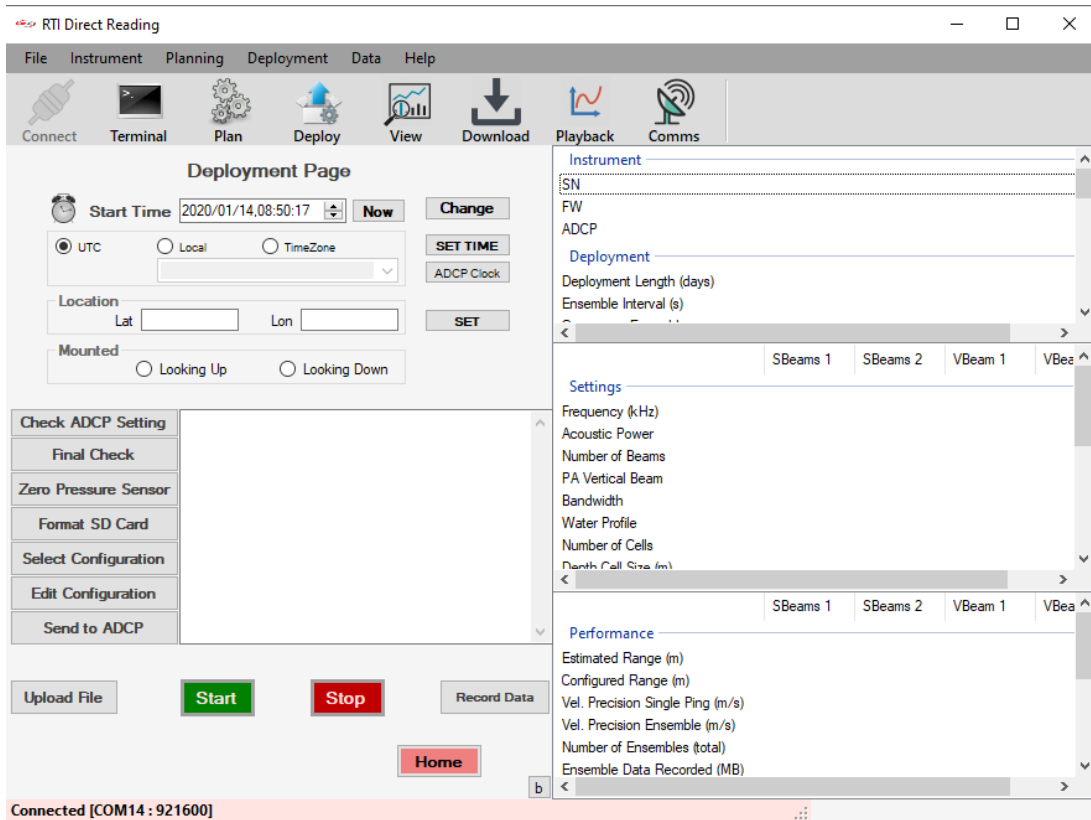 RTI Direct Reading
File Instrument Planning Deployment Data Help
Connect Terminal Plan Deploy View Download Playback Comms
Deployment Page
Start Time 2020/01/14,08:50:17 Now Change
UTC Local TimeZone SET TIME
ADCP Clock
Location
Lat Lon SET
Mounted
Looking Up Looking Down
Check ADCP Setting
Final Check
Zero Pressure Sensor
Format SD Card
Select Configuration
Edit Configuration
Send to ADCP
Upload File Start Stop Record Data
Home
b
Instrument
SN
FW
ADCP
Deployment
Deployment Length (days)
Ensemble Interval (s)
SBeams 1 SBeams 2 VBeam 1 VBea
Settings
Frequency (kHz)
Acoustic Power
Number of Beams
PA Vertical Beam
Bandwidth
Water Profile
Number of Cells
Depth Cell Size (m)
SBeams 1 SBeams 2 VBeam 1 VBea
Performance
Estimated Range (m)
Configured Range (m)
Vel. Precision Single Ping (m/s)
Vel. Precision Ensemble (m/s)
Number of Ensembles (total)
Ensemble Data Recorded (MB)
Connected [COM14 : 921600]